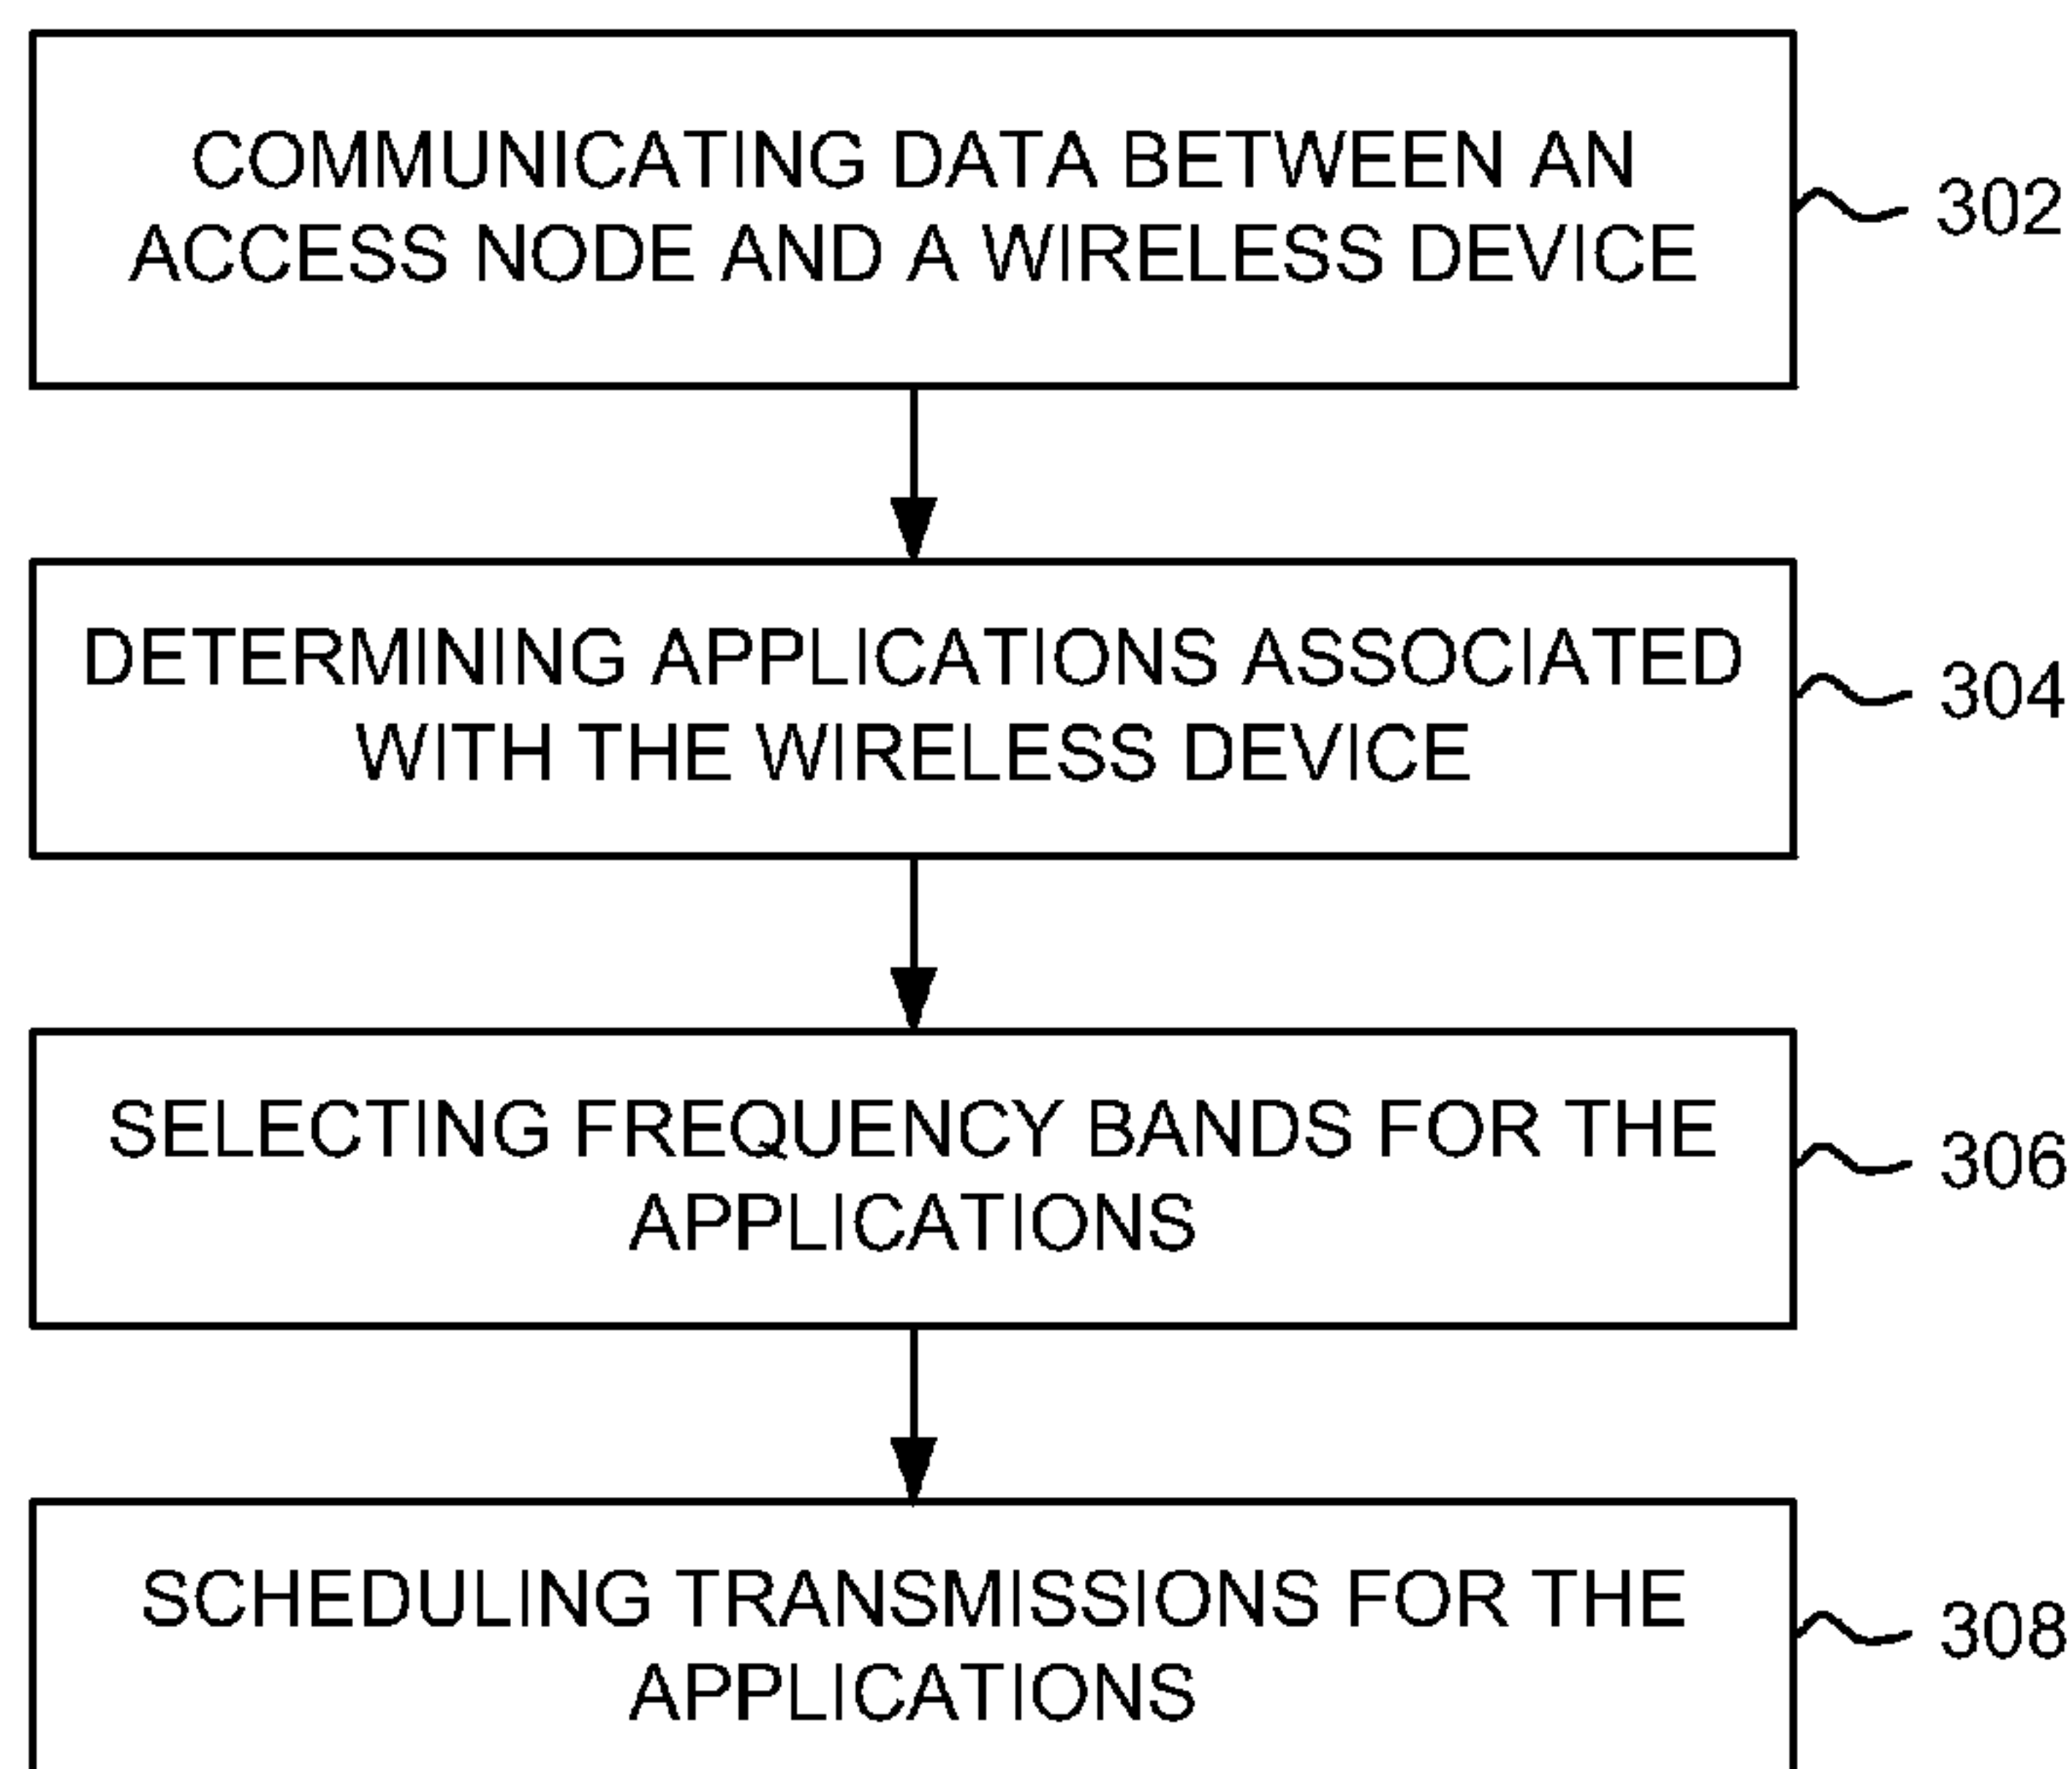 COMMUNICATING DATA BETWEEN AN
ACCESS NODE AND A WIRELESS DEVICE
302
DETERMINING APPLICATIONS ASSOCIATED
WITH THE WIRELESS DEVICE
304
SELECTING FREQUENCY BANDS FOR THE
APPLICATIONS
306
SCHEDULING TRANSMISSIONS FOR THE
APPLICATIONS
308